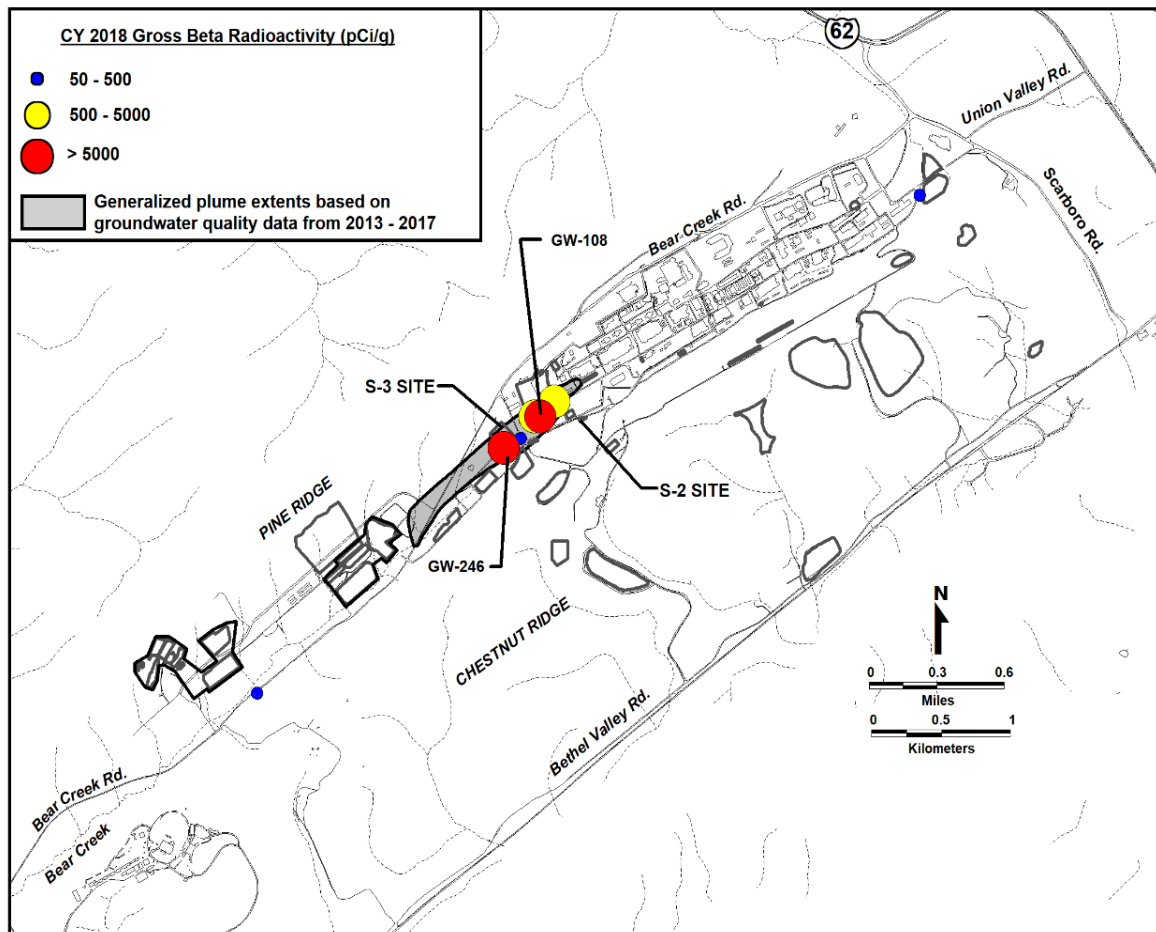 CY 2018 Gross Beta Radioactivity (pCi/g)
50 - 500
500 - 5000
> 5000
Generalized plume extents based on
groundwater quality data from 2013 - 2017
62
Union Valley Rd.
Scarboro Rd.
Bear Creek Rd.
GW-108
S-3 SITE
S-2 SITE
PINE RIDGE
GW-246
CHESTNUT RIDGE
N
0 0.3 0.6
Miles
0 0.5 1
Kilometers
Bethel Valley Rd.
Bear Creek Rd.
Bear Creek